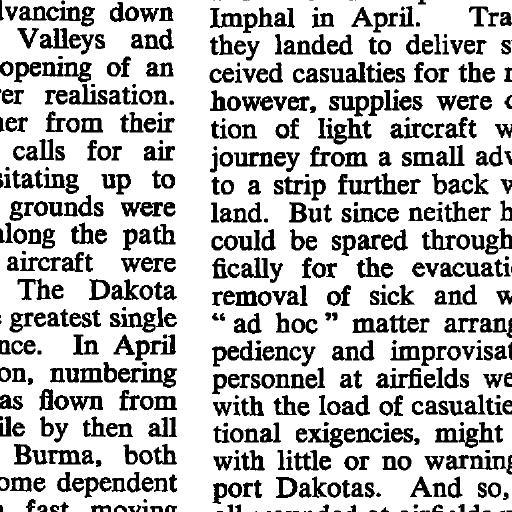 vancing down
Valleys and
opening of an
er realisation.
er from their
calls for air
sitating up to
grounds were
along the path
aircraft were
The Dakota
greatest single
nce. In April
on, numbering
as flown from
ile by then all
Burma, both
ome dependent
fast moving
Imphal in April. Tra
they landed to deliver s
ceived casualties for the
however, supplies were
tion of light aircraft w
journey from a small adv
to a strip further back
land. But since neither h
could be spared through
fically for the evacuati
removal of sick and w
“ ad hoc ” matter arrang
pediency and improvisat
personnel at airfields we
with the load of casualtie
tional exigencies, might
with little or no warning
port Dakotas. And so,